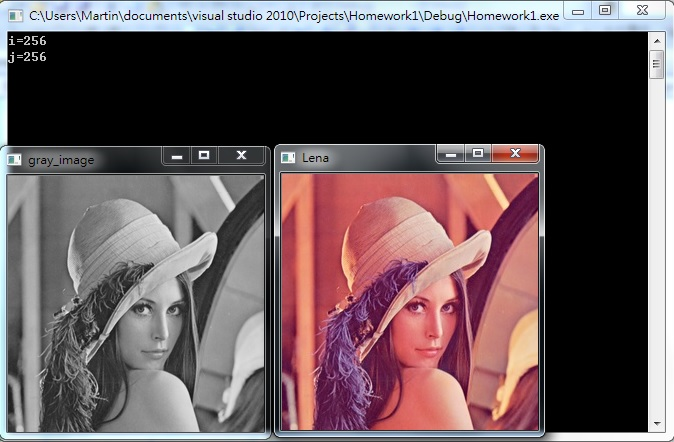 C:\Users\Martin\documents\visual studio 2010\Projects\Homework1\Debug\Homework1.exe
i=256
j=256
gray_image
Lena